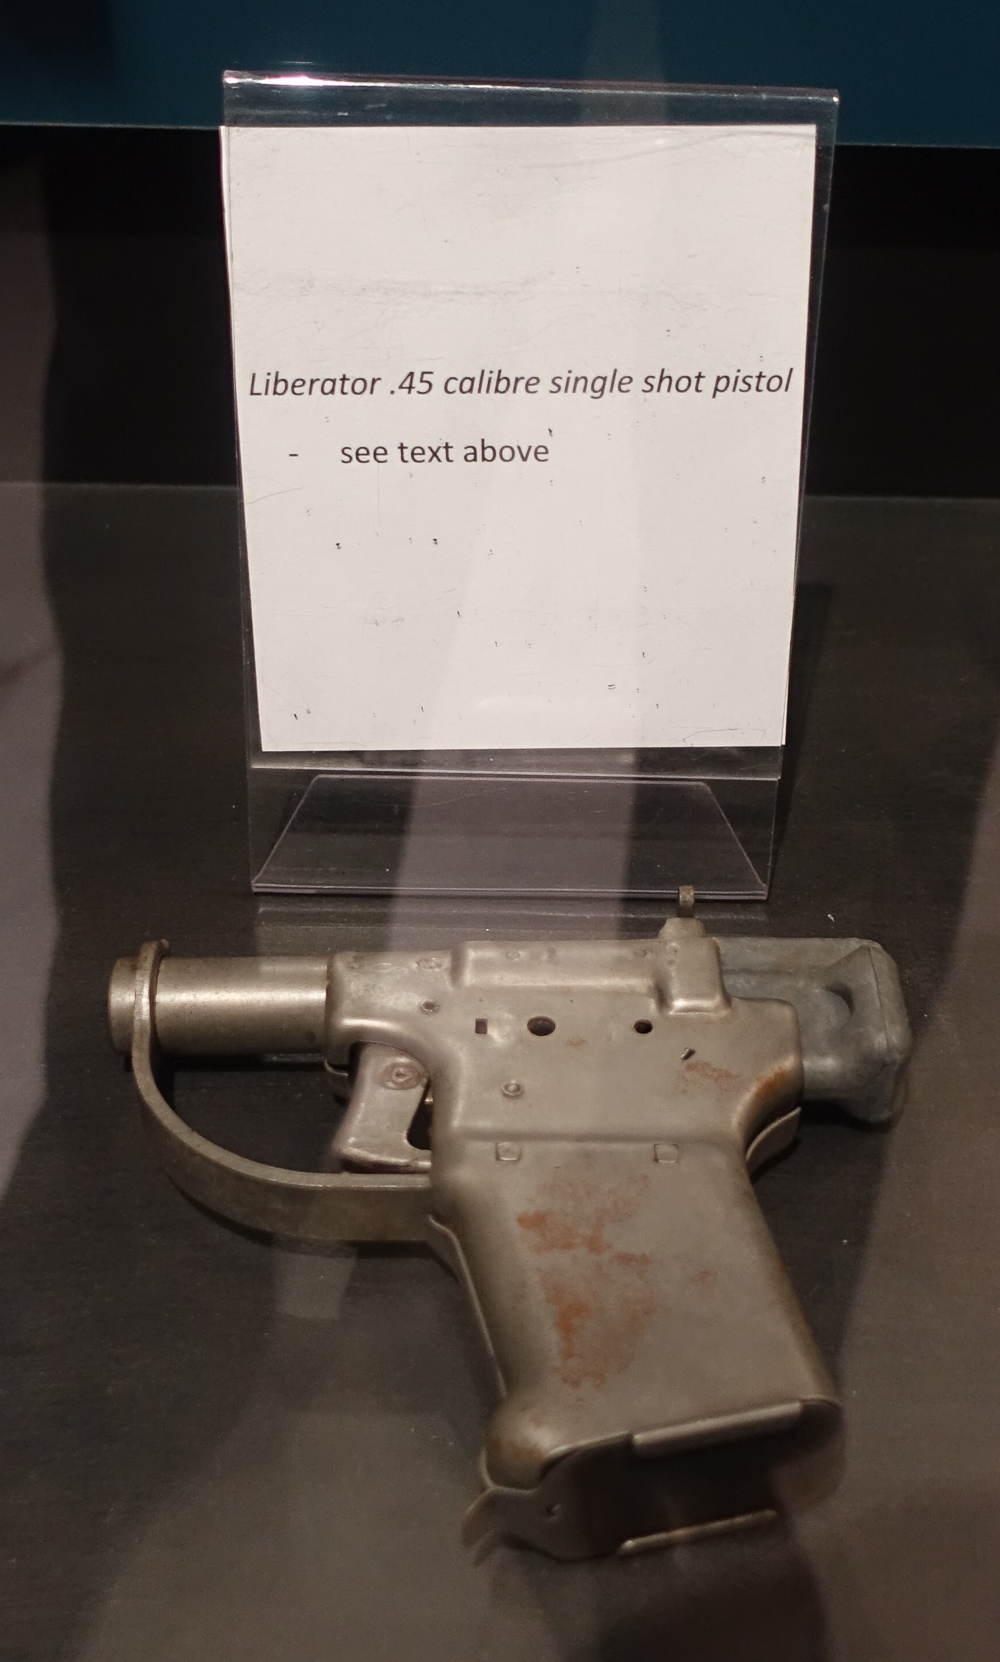 Liberator .45 calibre single shot pistol
- see text above